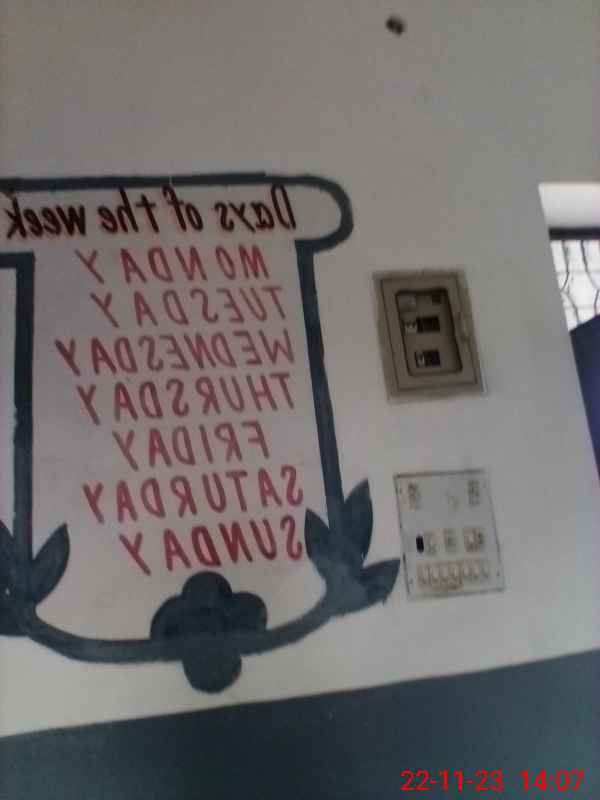 Days of the week
MONDAY
TUESDAY
WEDNESDAY
THURSDAY
FRIDAY
SATURDAY
SUNDAY
22-11-23 14:07